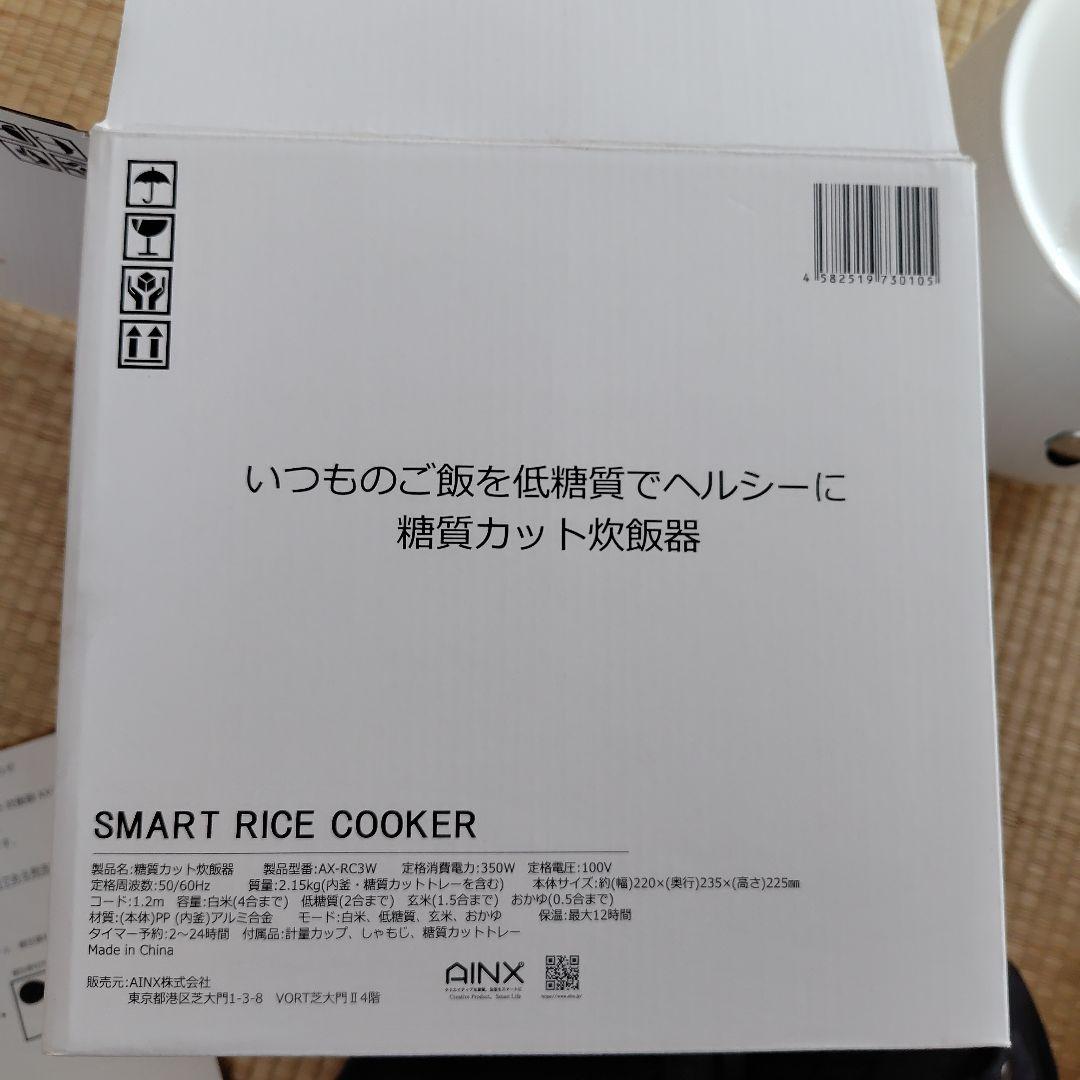 4 582519 730105
いつものご飯を低糖質でヘルシーに
糖質カット炊飯器
SMART RICE COOKER
製品名:糖質カット炊飯器 製品型番:AX-RC3W 定格消費電力:350W 定格電圧:100V
定格周波数:50/60Hz 質量:2.15kg(内釜・糖質カットトレーを含む) 本体サイズ:約(幅)220×(奥行)235×(高さ)225㎜
コード:1.2m 容量:白米(4合まで) 低糖質(2合まで) 玄米(1.5合まで) おかゆ(0.5合まで)
材質:(本体)PP (内釜)アルミ合金 モード:白米、低糖質、玄米、おかゆ 保温:最大12時間
タイマー予約:2～24時間 付属品:計量カップ、しゃもじ、糖質カットトレー
Made in China
販売元:AINX株式会社
東京都港区芝大門1-3-8 VORT芝大門Ⅱ4階
AINX
Creative Product, Smart Life